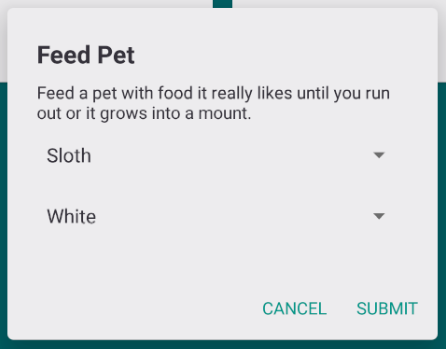 Feed Pet
Feed a pet with food it really likes until you run
out or it grows into a mount.
Sloth
White
CANCEL SUBMIT